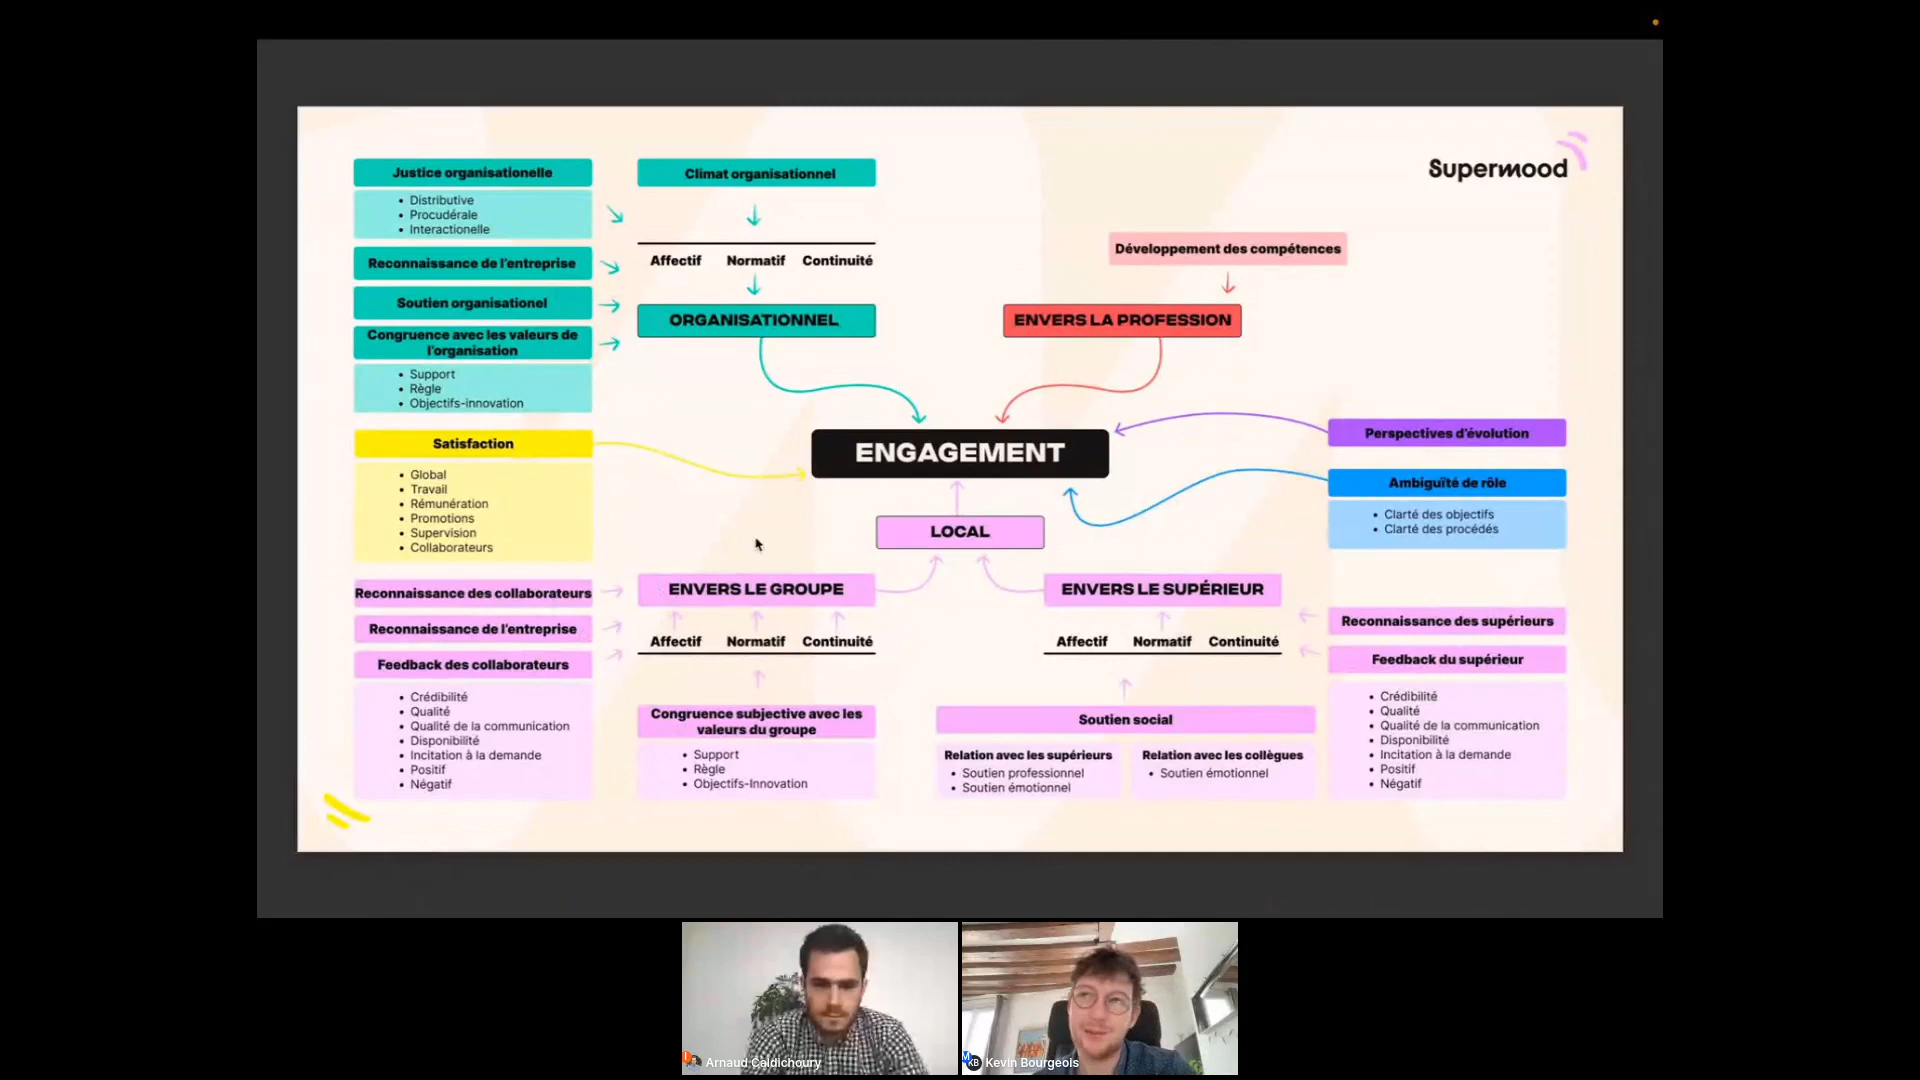 Supermood
Justice organisationelle
Distributive
Procudérale
Interactionelle
Reconnaissance de l'entreprise
Soutien organisationel
Congruence avec les valeurs de
l'organisation
Support
Règle
Objectifs-innovation
Climat organisationnel
Affectif Normatif Continuité
ORGANISATIONNEL
Développement des compétences
ENVERS LA PROFESSION
Satisfaction
Global
Travail
Rémunération
Promotions
Supervision
Collaborateurs
ENGAGEMENT
LOCAL
Perspectives d'évolution
Ambiguïté de rôle
Clarté des objectifs
Clarté des procédés
Reconnaissance des collaborateurs
Reconnaissance de l'entreprise
Feedback des collaborateurs
Crédibilité
Qualité
Qualité de la communication
Disponibilité
Incitation à la demande
Positif
Négatif
ENVERS LE GROUPE
Affectif Normatif Continuité
Congruence subjective avec les
valeurs du groupe
Support
Règle
Objectifs-Innovation
ENVERS LE SUPÉRIEUR
Affectif Normatif Continuité
Soutien social
Relation avec les supérieurs
Soutien professionnel
Soutien émotionnel
Relation avec les collègues
Soutien émotionnel
Reconnaissance des supérieurs
Feedback du supérieur
Crédibilité
Qualité
Qualité de la communication
Disponibilité
Incitation à la demande
Positif
Négatif
Arnaud Caldichoury
KB
Kevin Bourgeois